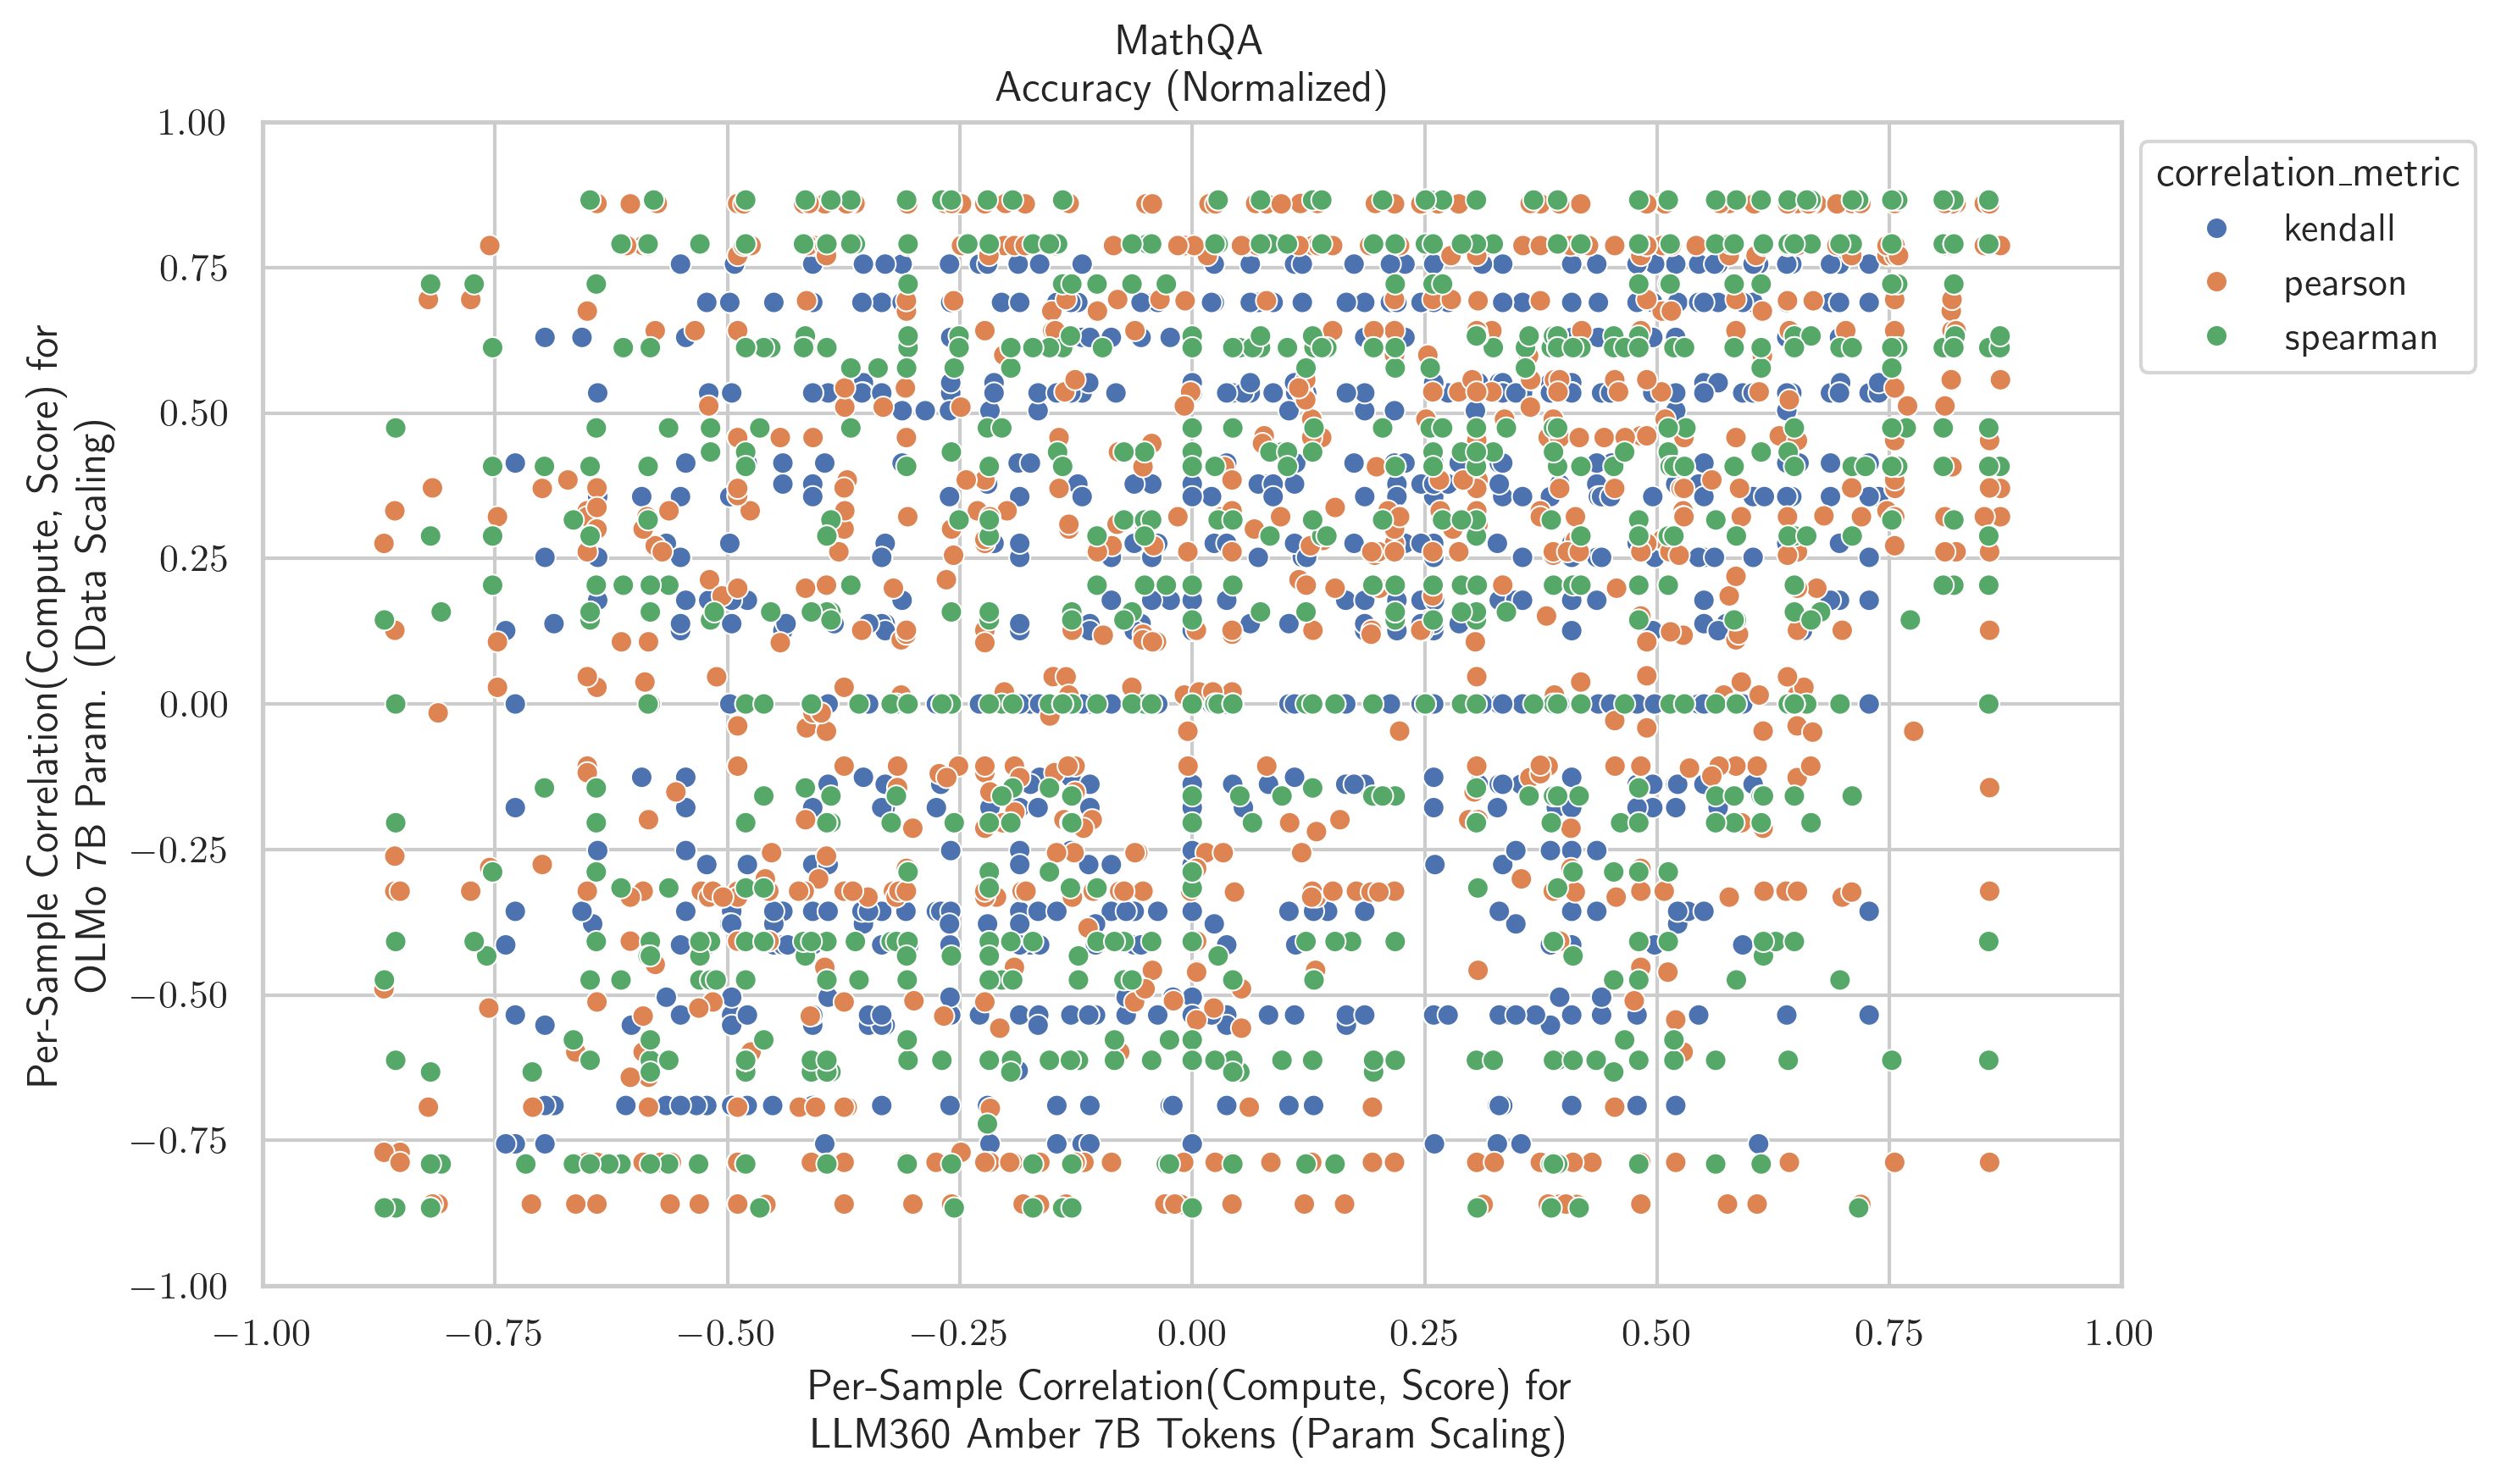 MathQA
Accuracy (Normalized)
Per-Sample Correlation(Compute, Score) for
OLMo 7B Param. (Data Scaling)
1.00
0.75
0.50
0.25
0.00
−0.25
−0.50
−0.75
−1.00
−1.00 −0.75 −0.50 −0.25 0.00 0.25 0.50 0.75 1.00
Per-Sample Correlation(Compute, Score) for
LLM360 Amber 7B Tokens (Param Scaling)
correlation_metric
kendall
pearson
spearman